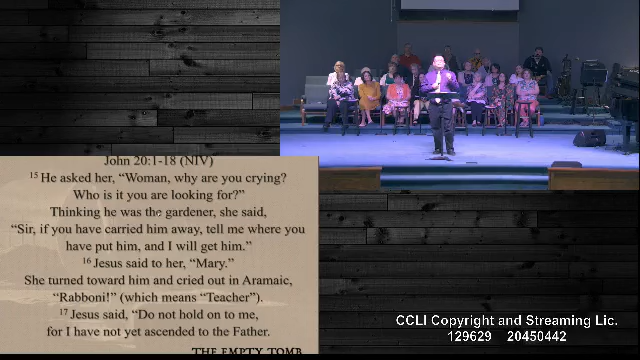 John 20:1-18 (NIV)
15 He asked her, “Woman, why are you crying?
Who is it you are looking for?”
Thinking he was the gardener, she said,
“Sir, if you have carried him away, tell me where you
have put him, and I will get him.”
16 Jesus said to her, “Mary.”
She turned toward him and cried out in Aramaic,
“Rabboni!” (which means “Teacher”).
17 Jesus said, “Do not hold on to me,
for I have not yet ascended to the Father.
THE EMPTY TOMB
CCLI Copyright and Streaming Lic.
129629 20450442